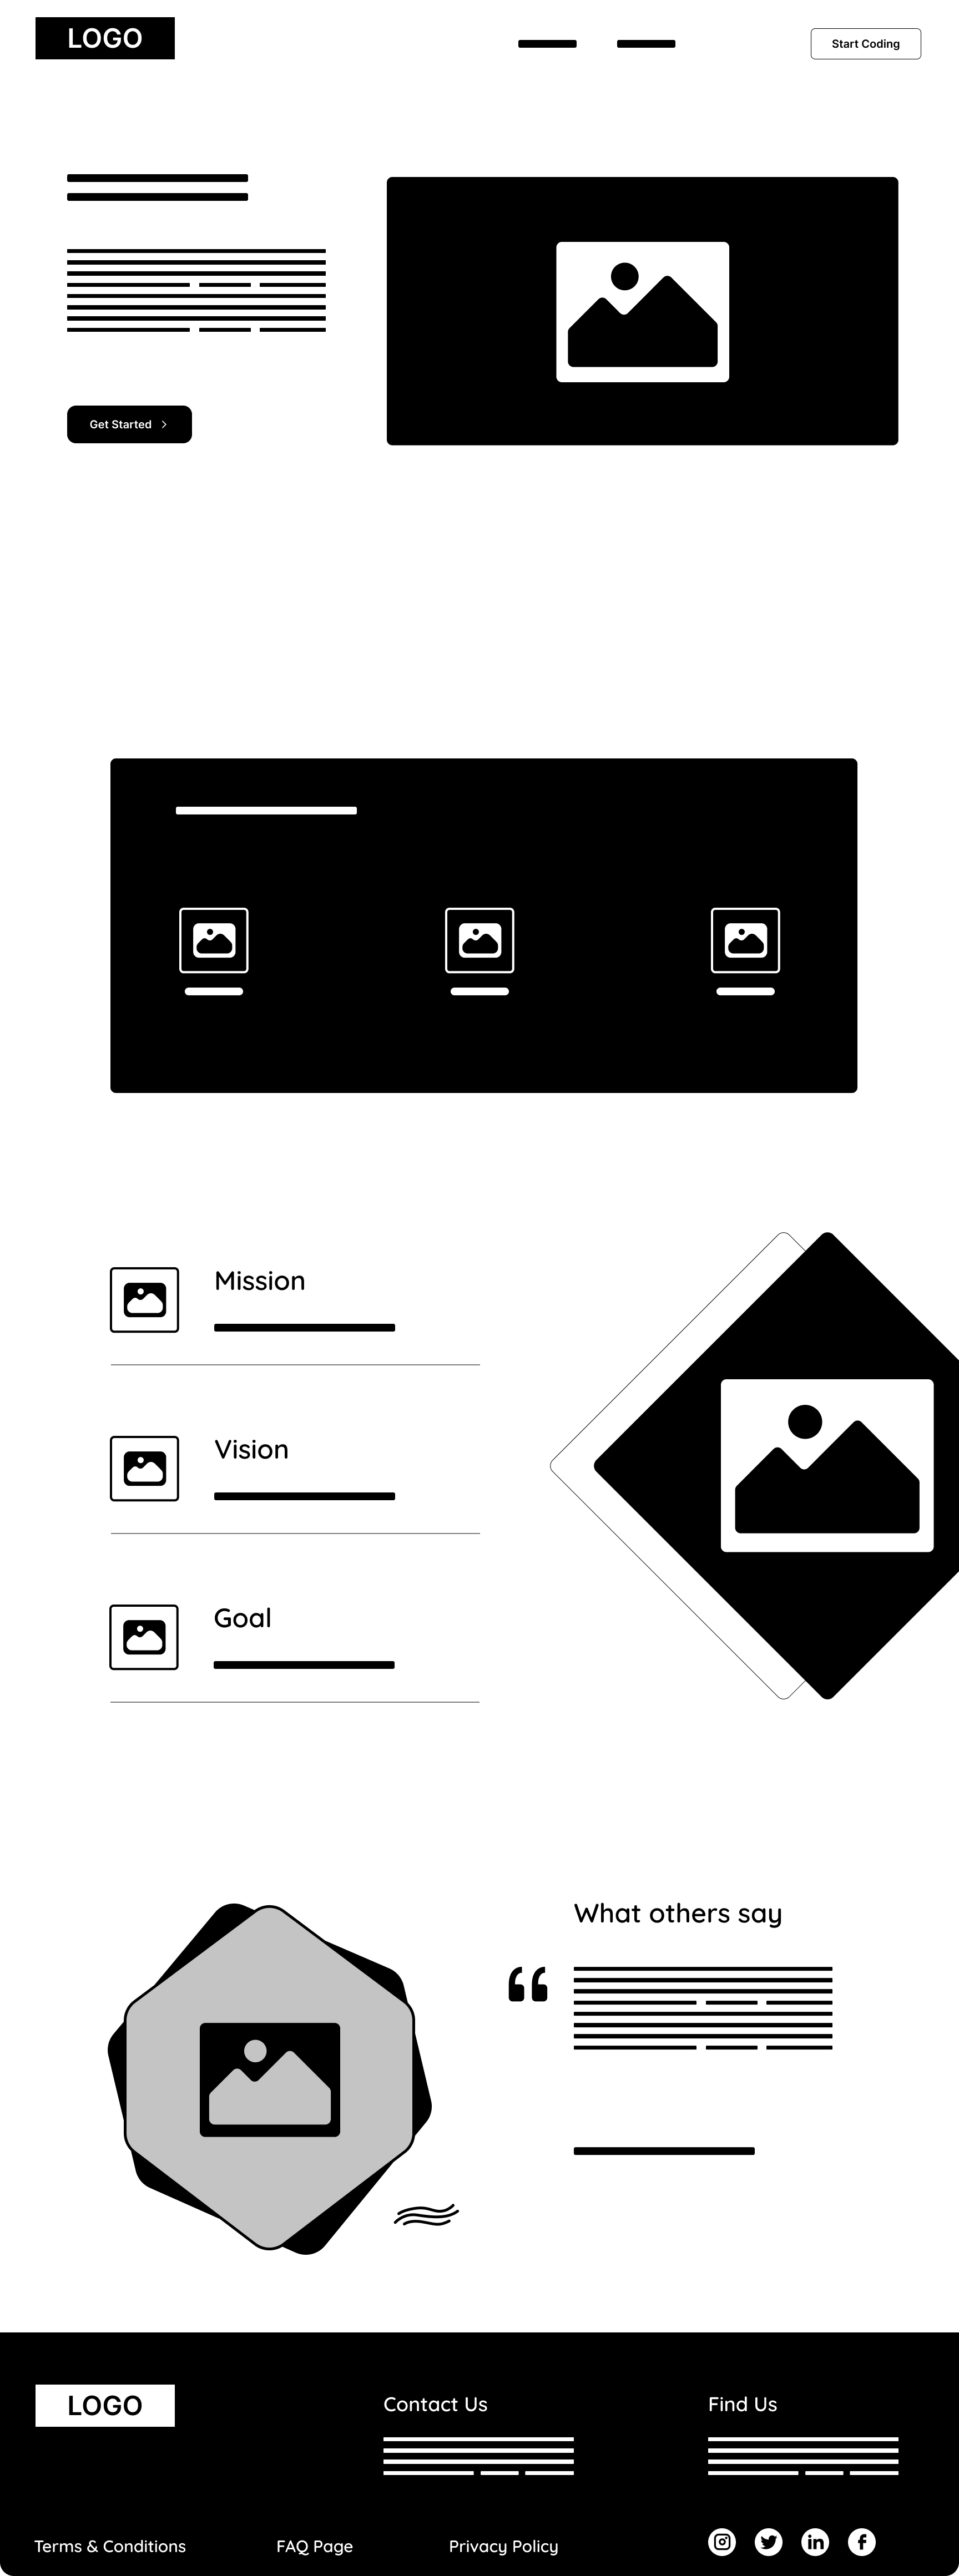 LOGO
Start Coding
Get Started
Mission
Vision
Goal
What others say
LOGO
Contact Us
Find Us
Terms & Conditions
FAQ Page
Privacy Policy